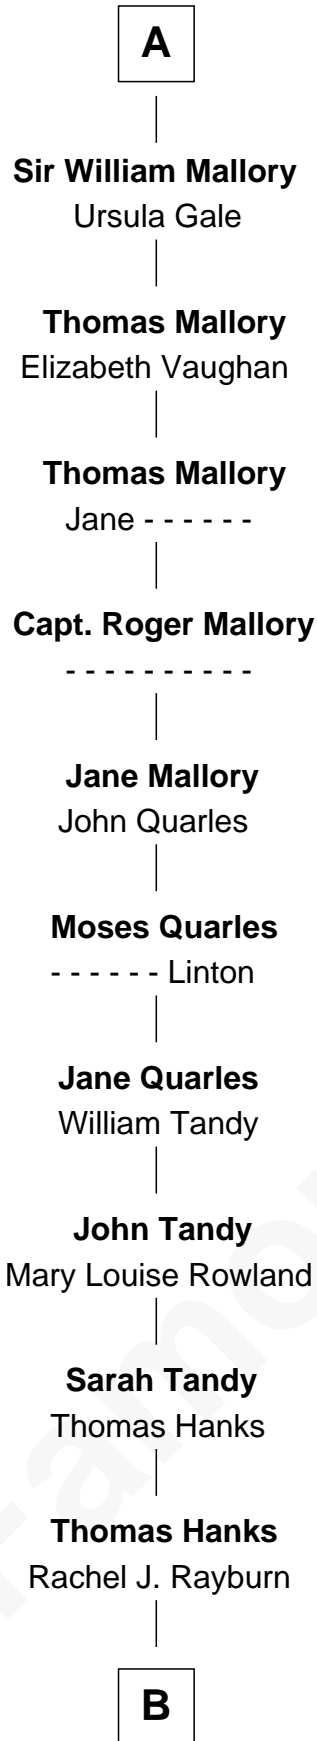 A
Sir William Mallory
Ursula Gale
Thomas Mallory
Elizabeth Vaughan
Thomas Mallory
Jane - - - - - -
Capt. Roger Mallory
- - - - - - - - - -
Jane Mallory
John Quarles
Moses Quarles
- - - - - - Linton
Jane Quarles
William Tandy
John Tandy
Mary Louise Rowland
Sarah Tandy
Thomas Hanks
Thomas Hanks
Rachel J. Rayburn
B
Famou